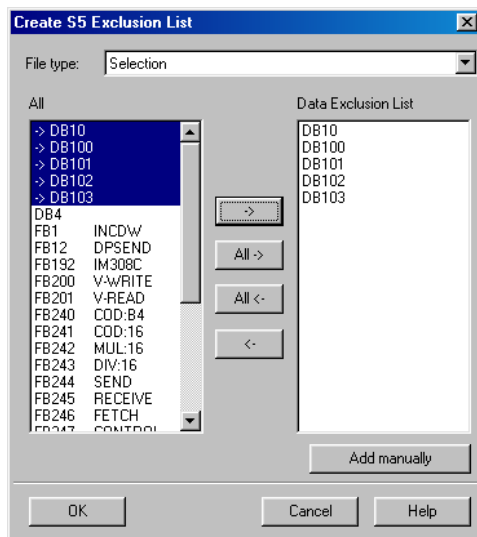 Create S5 Exclusion List
File type: Selection
All
-> DB10
-> DB100
-> DB101
-> DB102
-> DB103
DB4
FB1 INCDW
FB12 DPSEND
FB192 IM308C
FB200 V-WRITE
FB201 V-READ
FB240 COD:B4
FB241 COD:16
FB242 MUL:16
FB243 DIV:16
FB244 SEND
FB245 RECEIVE
FB246 FETCH
FB247 CONTROL
->
All ->
All <-
<-
Data Exclusion List
DB10
DB100
DB101
DB102
DB103
Add manually
OK Cancel Help